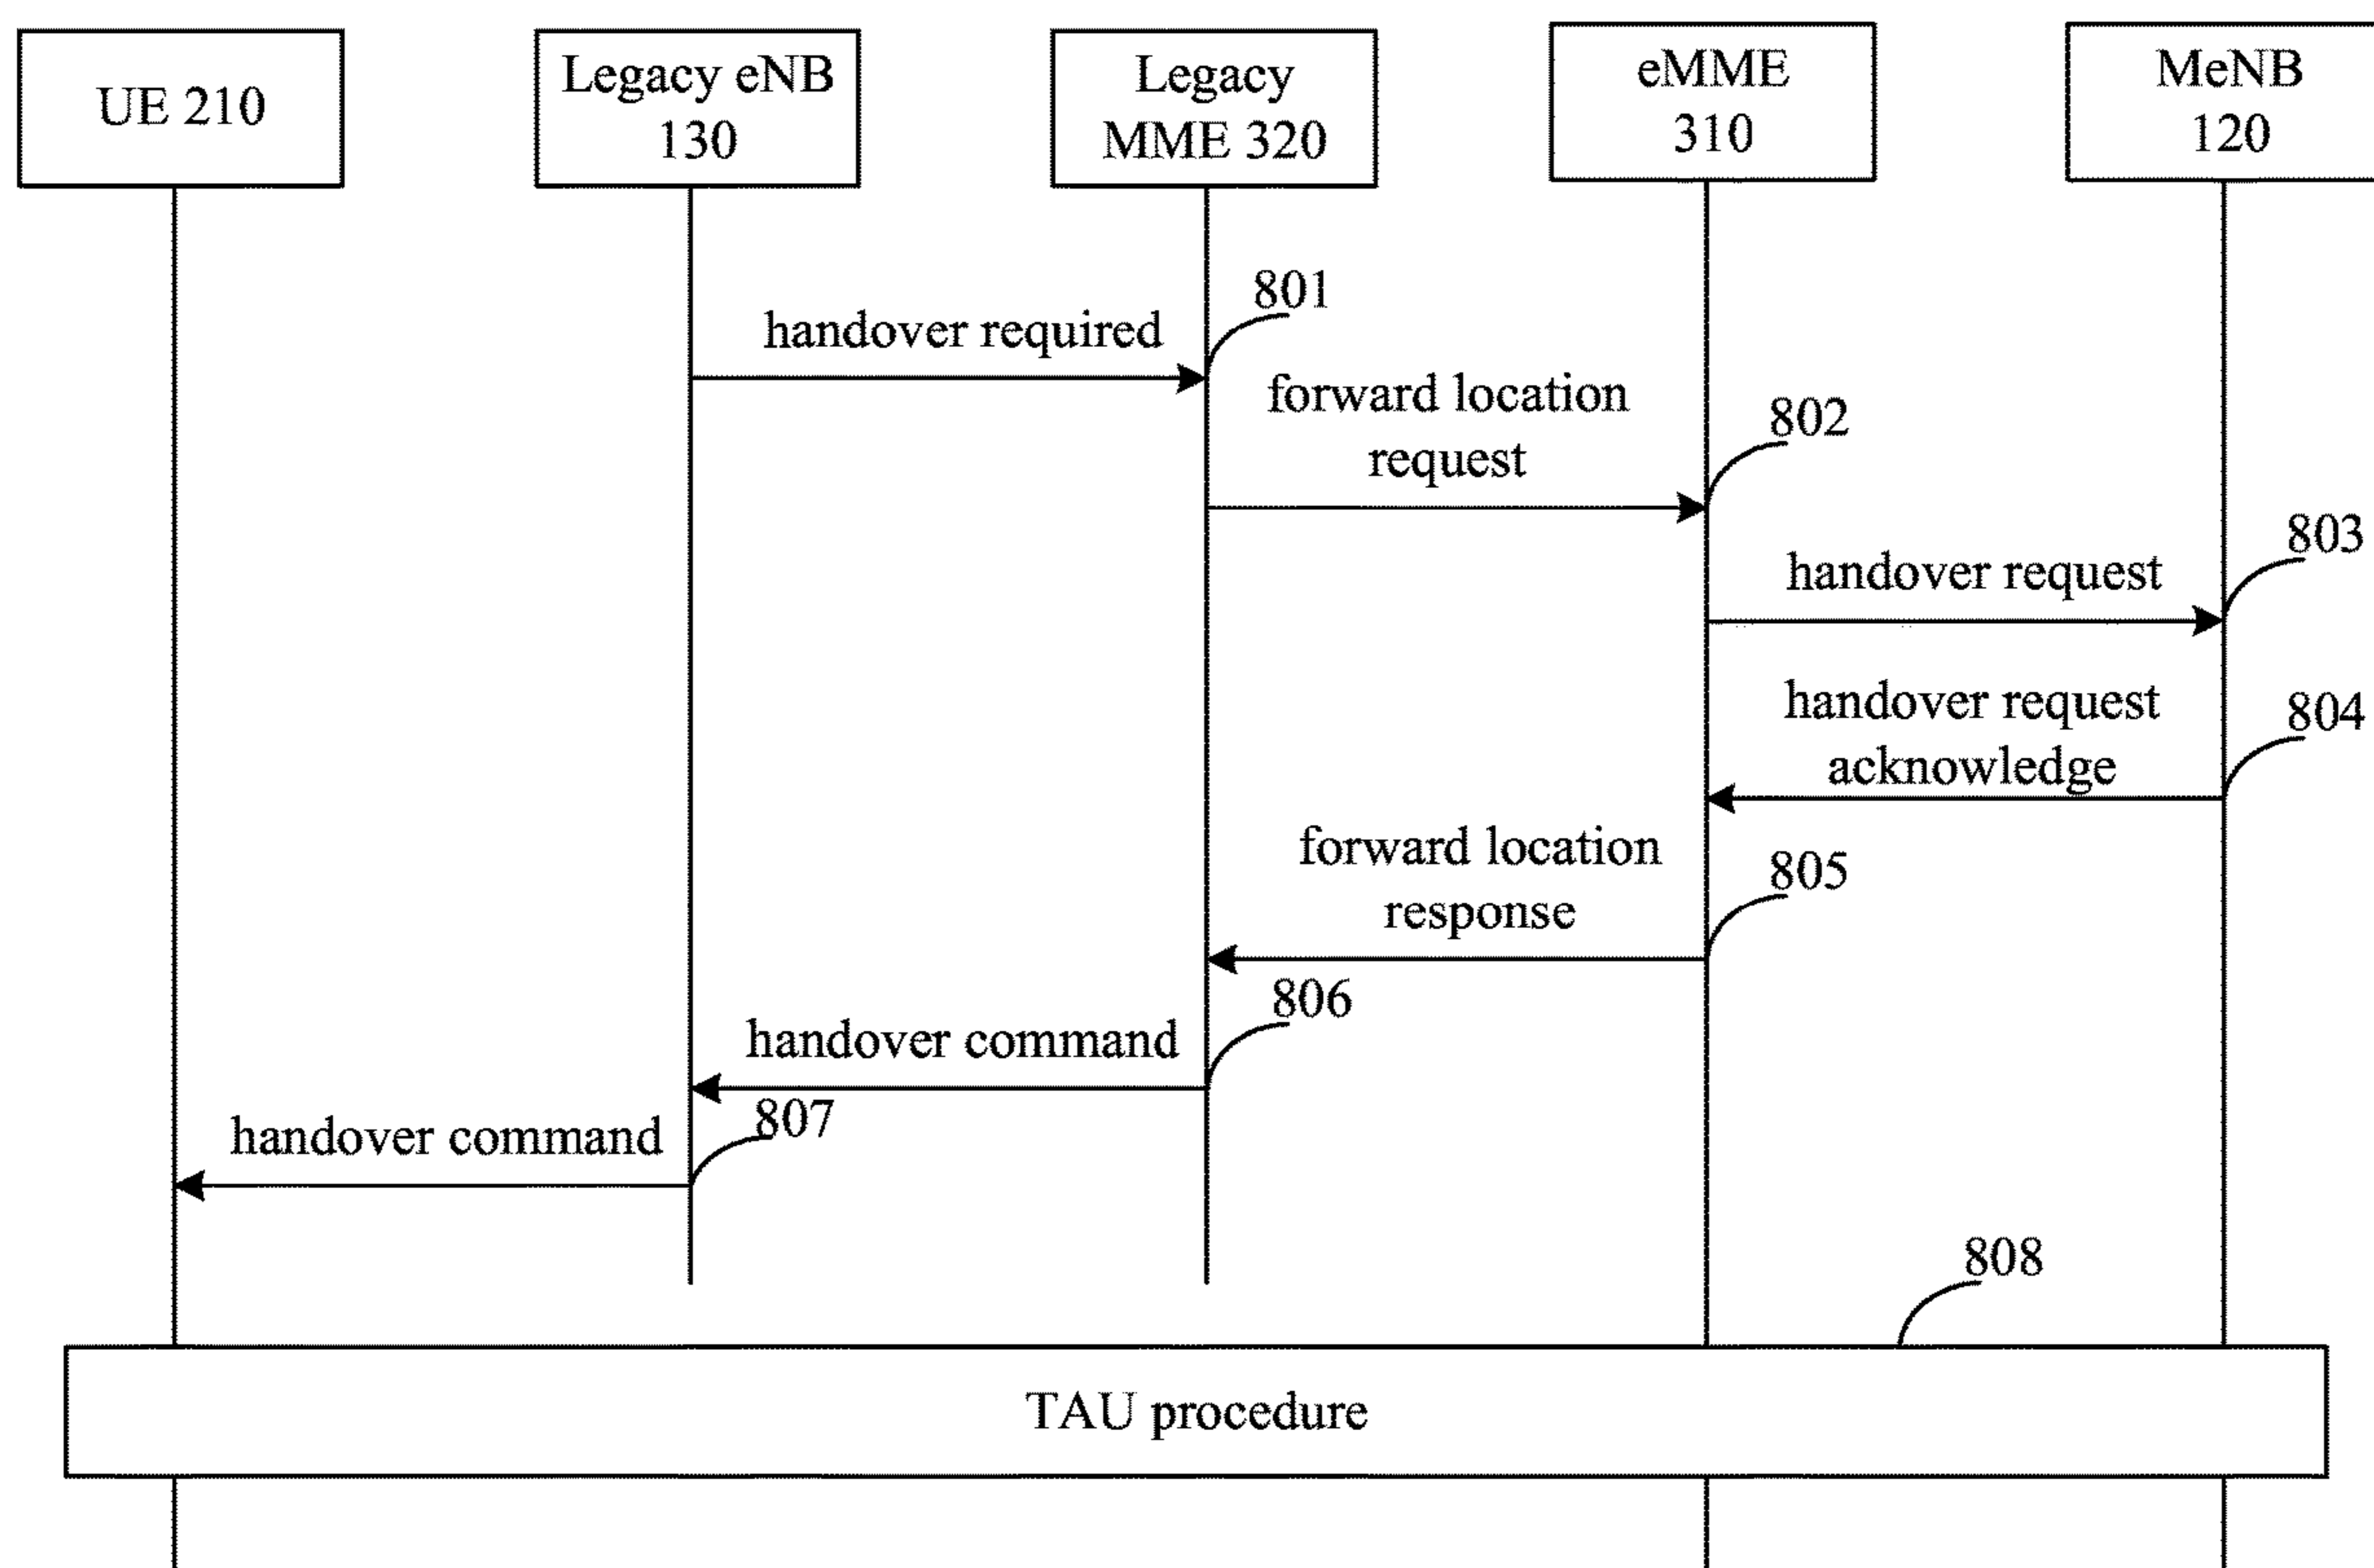 UE 210
Legacy eNB
130
Legacy
MME 320
eMME
310
MeNB
120
801
handover required
forward location
request
802
803
handover request
handover request
acknowledge
804
forward location
response
805
806
handover command
807
handover command
808
TAU procedure